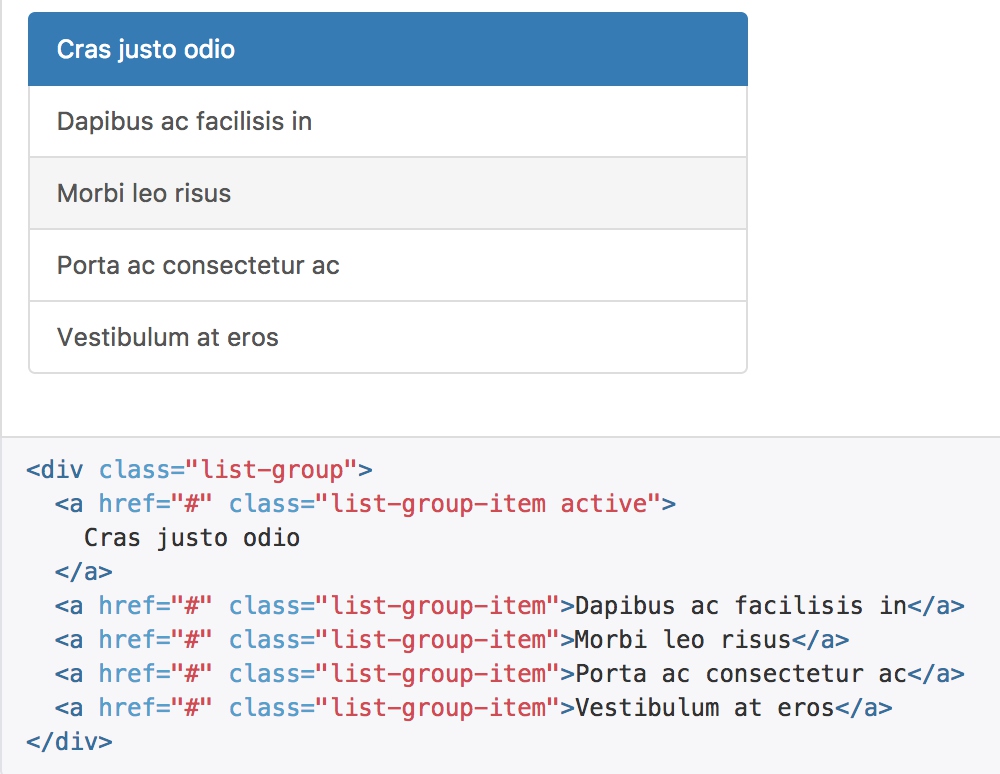 Cras justo odio
Dapibus ac facilisis in
Morbi leo risus
Porta ac consectetur ac
Vestibulum at eros
<div class="list-group">
  <a href="#" class="list-group-item active">
    Cras justo odio
  </a>
  <a href="#" class="list-group-item">Dapibus ac facilisis in</a>
  <a href="#" class="list-group-item">Morbi leo risus</a>
  <a href="#" class="list-group-item">Porta ac consectetur ac</a>
  <a href="#" class="list-group-item">Vestibulum at eros</a>
</div>